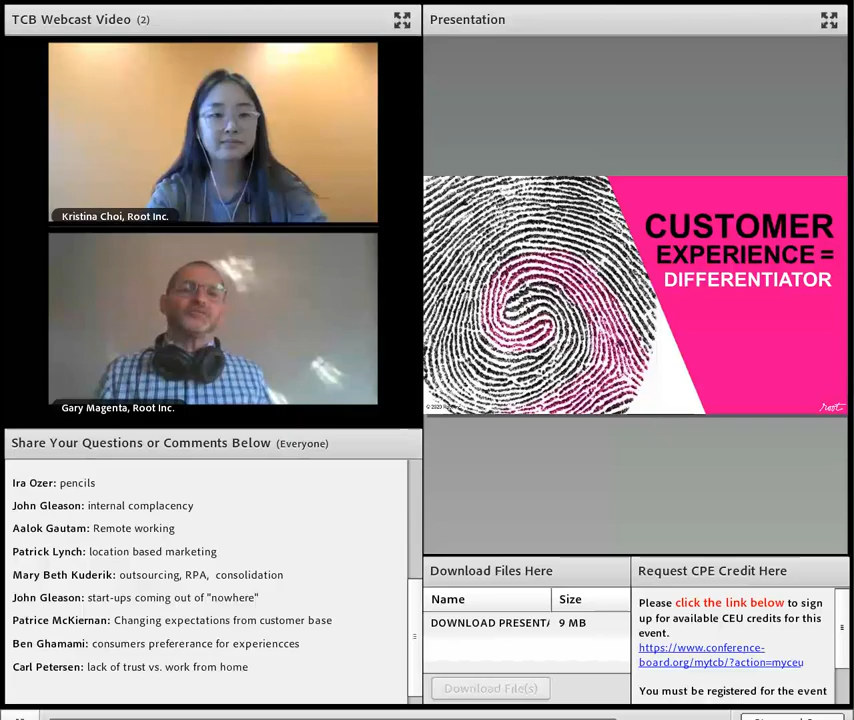 TCB Webcast Video (2)
Kristina Choi, Root Inc.
Gary Magenta, Root Inc.
Share Your Questions or Comments Below (Everyone)
Ira Ozer: pencils
John Gleason: internal complacency
Aalok Gautam: Remote working
Patrick Lynch: location based marketing
Mary Beth Kuderik: outsourcing, RPA, consolidation
John Gleason: start-ups coming out of "nowhere"
Patrice McKiernan: Changing expectations from customer base
Ben Ghamami: consumers prefererance for experiencces
Carl Petersen: lack of trust vs. work from home
Presentation
CUSTOMER
EXPERIENCE =
DIFFERENTIATOR
root
Download Files Here
Name Size
DOWNLOAD PRESENTA 9 MB
Download File(s)
Request CPE Credit Here
Please click the link below to sign
up for available CEU credits for this
event.
https://www.conference-
board.org/mytcb/?action=myceu
You must be registered for the event